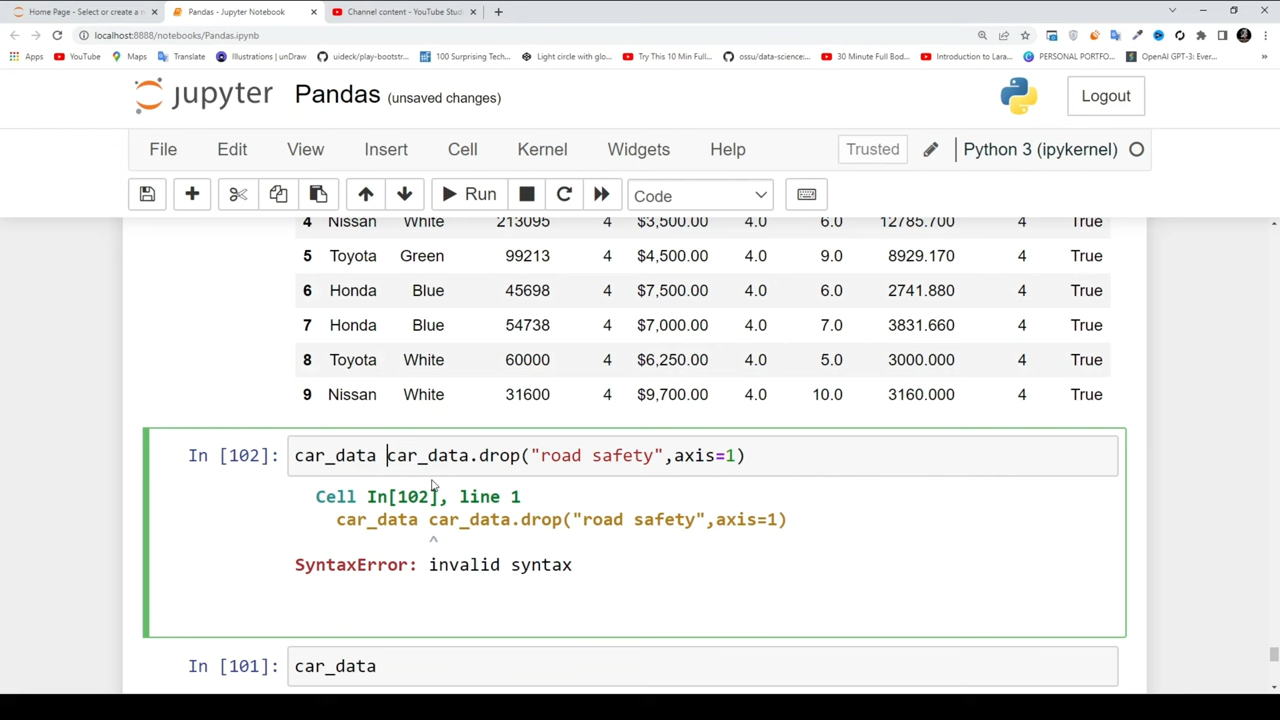 Home Page - Select or create a n
Pandas - Jupyter Notebook
Channel content - YouTube Stud
localhost:8888/notebooks/Pandas.ipynb
Apps YouTube Maps Translate Illustrations | unDraw uideck/play-bootstr... 100 Surprising Tech... Light circle with glo... Try This 10 Min Full... ossu/data-science:... 30 Minute Full Bod... Introduction to Lara... PERSONAL PORTFO... OpenAI GPT-3: Ever...
jupyter Pandas (unsaved changes) Logout
File Edit View Insert Cell Kernel Widgets Help Trusted Python 3 (ipykernel)
Run Code
4 Nissan White 213095 4 $3,500.00 4.0 6.0 12785.700 4 True
5 Toyota Green 99213 4 $4,500.00 4.0 9.0 8929.170 4 True
6 Honda Blue 45698 4 $7,500.00 4.0 6.0 2741.880 4 True
7 Honda Blue 54738 4 $7,000.00 4.0 7.0 3831.660 4 True
8 Toyota White 60000 4 $6,250.00 4.0 5.0 3000.000 4 True
9 Nissan White 31600 4 $9,700.00 4.0 10.0 3160.000 4 True
In [102]: car_data car_data.drop("road safety",axis=1)
Cell In[102], line 1
car_data car_data.drop("road safety",axis=1)
^
SyntaxError: invalid syntax
In [101]: car_data